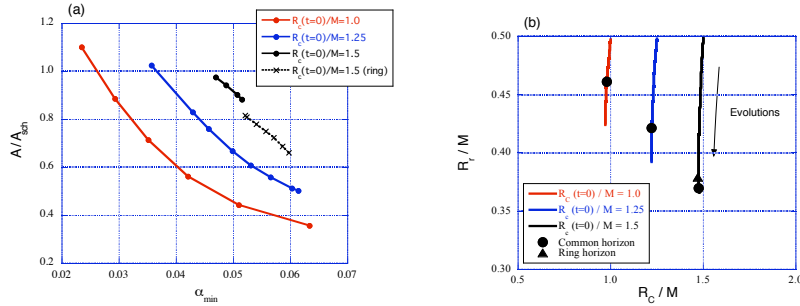 (a)
R_c(t=0)/M=1.0
R_c(t=0)/M=1.25
R_c(t=0)/M=1.5
R_c(t=0)/M=1.5 (ring)
1.2
1.0
0.8
0.6
0.4
0.2
A/A_sch
0.02 0.03 0.04 0.05 0.06 0.07
α_min
(b)
0.50
0.45
0.40
0.35
0.30
R_r / M
Evolutions
R_C (t=0) / M = 1.0
R_c (t=0) / M = 1.25
R_c (t=0) / M = 1.5
Common horizon
Ring horizon
0.50 1.0 1.5 2.0
R_C / M